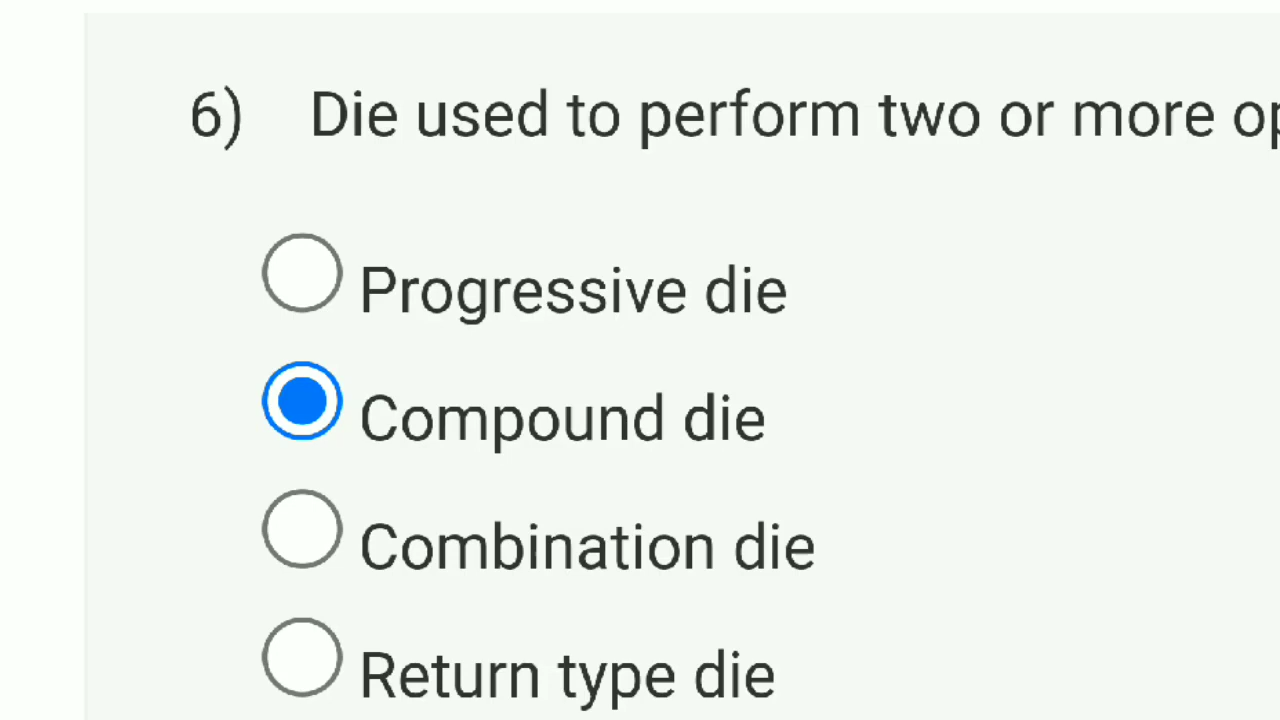 6) Die used to perform two or more
Progressive die
Compound die
Combination die
Return type die